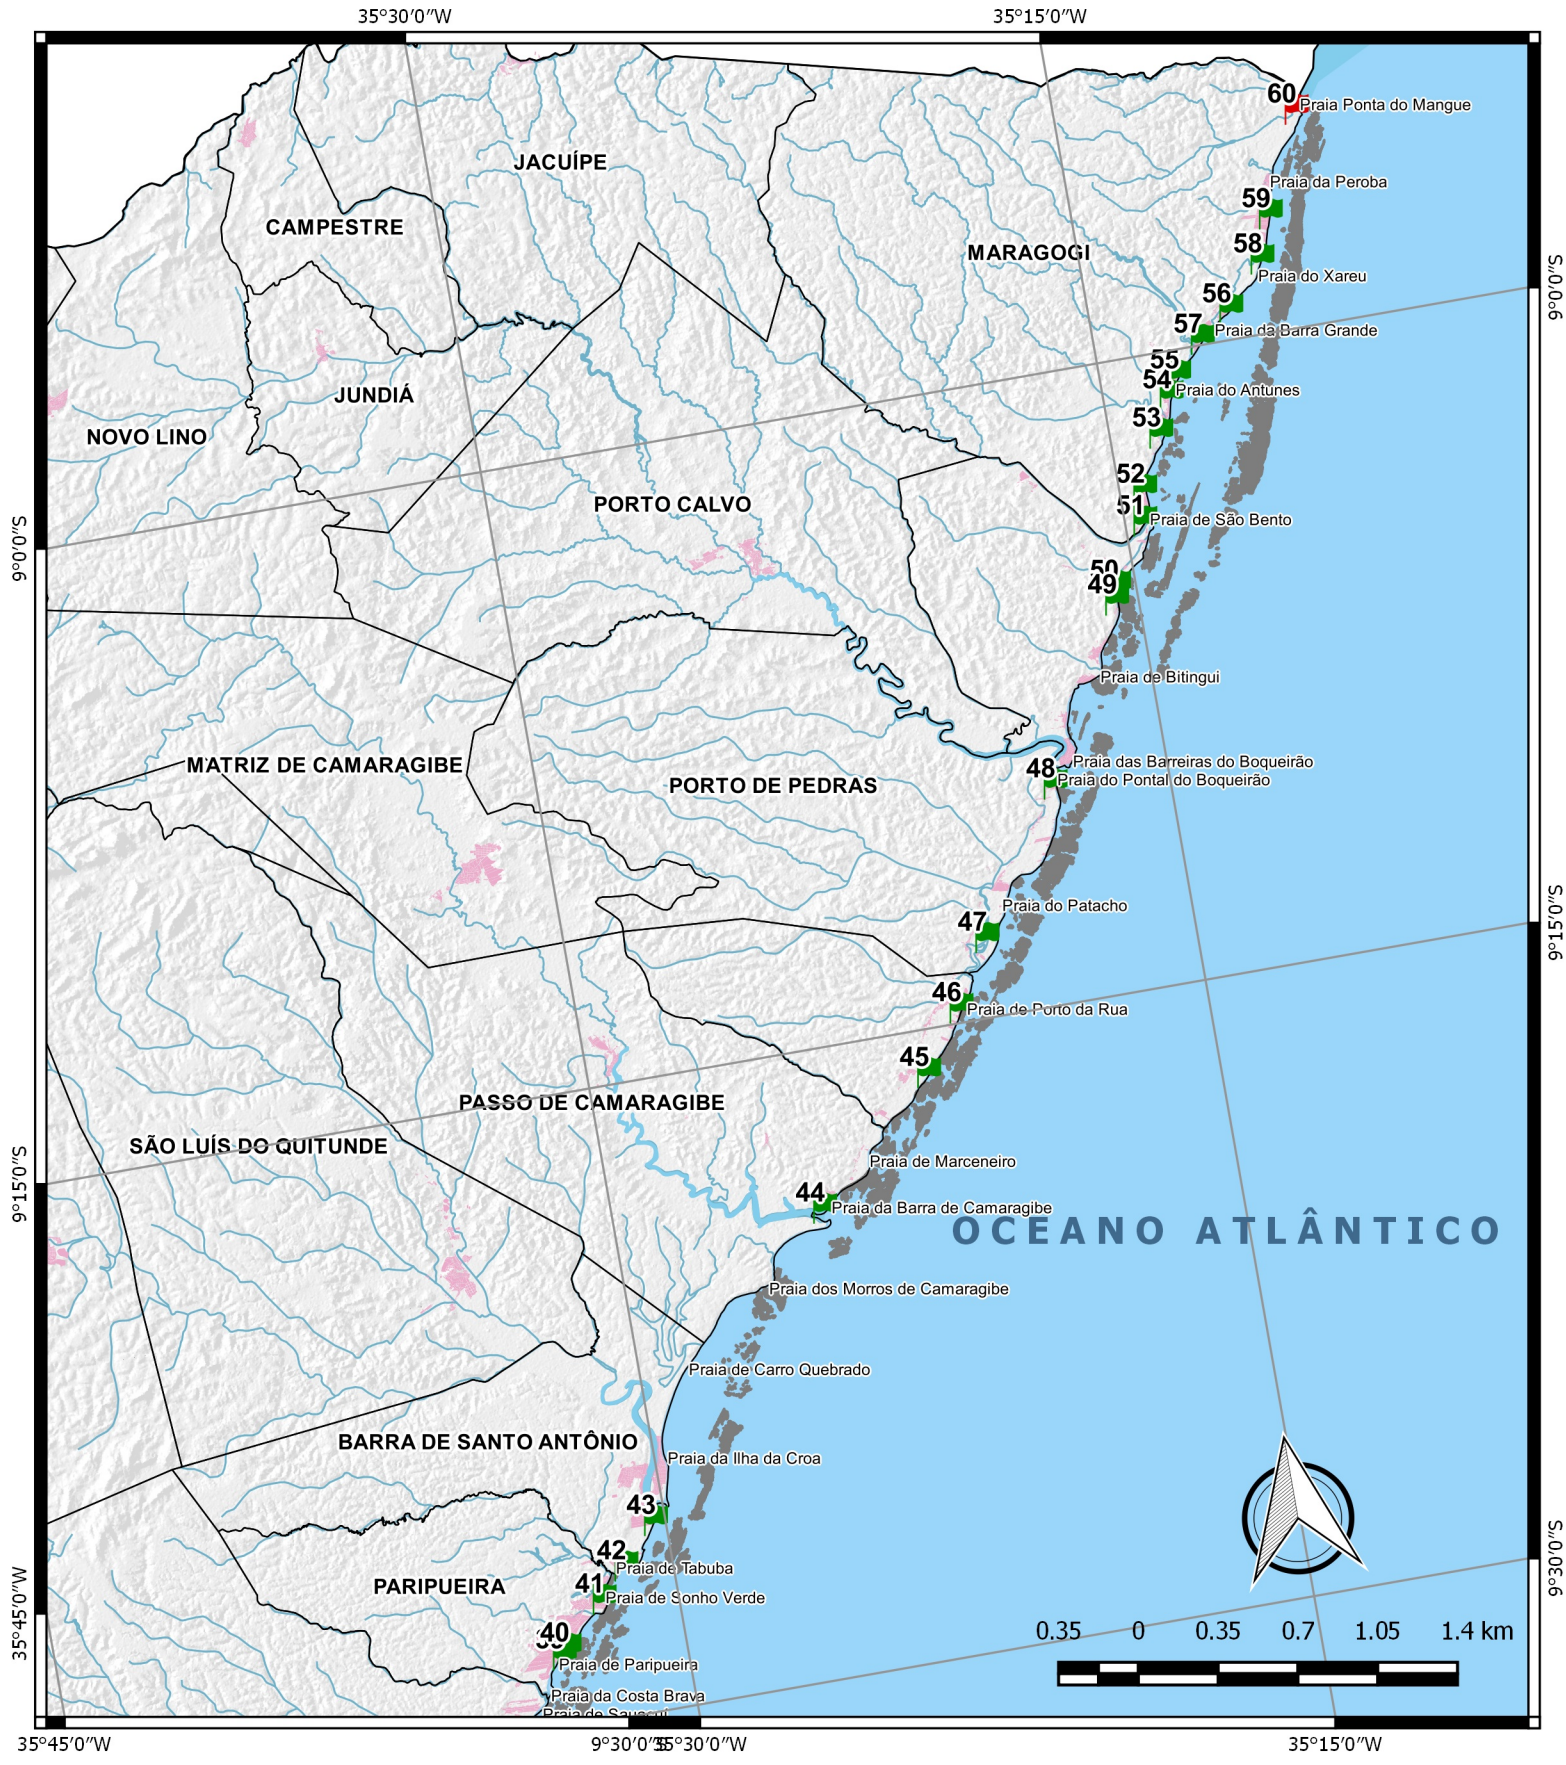 35°30′0″W
35°15′0″W
60
Praia Ponta do Mangue
JACUÍPE
Praia da Peroba
59
CAMPESTRE
58
MARAGOGI
Praia do Xareu
9°0′0″S
56
57
Praia da Barra Grande
55
54
Praia do Antunes
JUNDIÁ
53
NOVO LINO
52
PORTO CALVO
51
Praia de São Bento
9°0′0″S
50
49
Praia de Bitingui
MATRIZ DE CAMARAGIBE
Praia das Barreiras do Boqueirão
48
Praia do Pontal do Boqueirão
PORTO DE PEDRAS
Praia do Patacho
47
9°15′0″S
46
Praia de Porto da Rua
45
PASSO DE CAMARAGIBE
SÃO LUÍS DO QUITUNDE
Praia de Marceneiro
9°15′0″S
44
Praia da Barra de Camaragibe
OCEANO ATLÂNTICO
Praia dos Morros de Camaragibe
Praia de Carro Quebrado
BARRA DE SANTO ANTÔNIO
Praia da Ilha da Croa
43
42
Praia de Tabuba
9°30′0″S
41
PARIPUEIRA
Praia de Sonho Verde
35°45′0″W
40
0.35 0 0.35 0.7 1.05 1.4 km
Praia de Paripueira
Praia da Costa Brava
Praia de
35°45′0″W
9°30′0″S
35°30′0″W
35°15′0″W